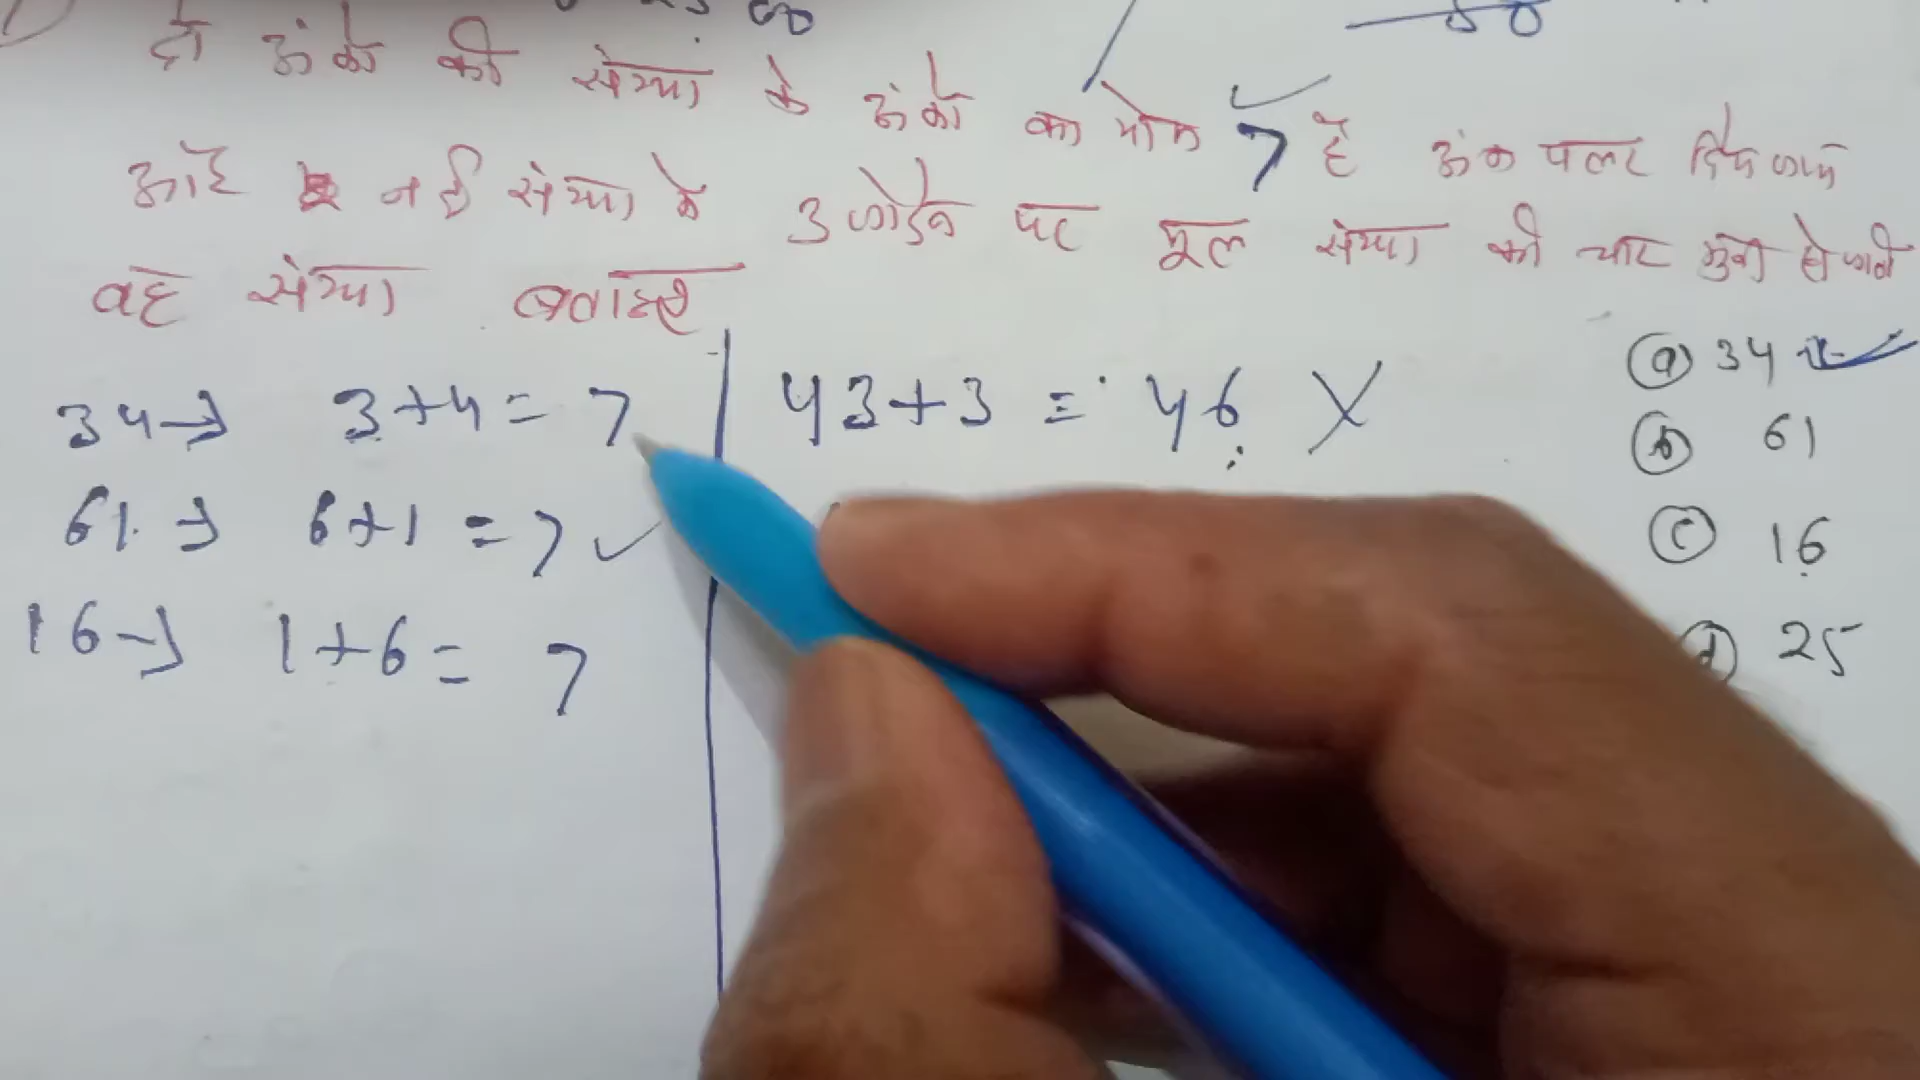 दो अंको की संख्या के अंको का योग 7 है अंक पलट दिए जाये
और नई संख्या के 3 जोड़ने पर मूल संख्या की चार गुनी हो जाती
वह संख्या बताइए
34→ 3+4=7 43+3 = 46 X (a) 34
61→ 6+1=7 ✓ (b) 61
16→ 1+6=7 (c) 16
(d) 25